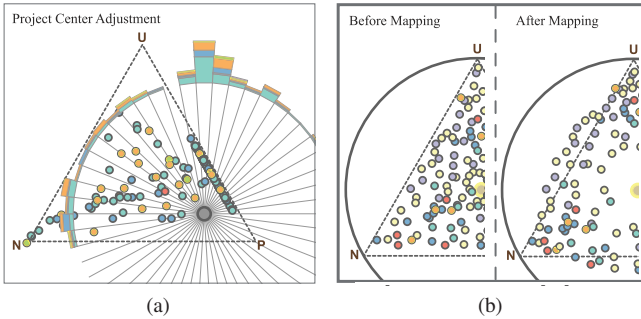 Project Center Adjustment
U
N
P
Before Mapping
U
N
After Mapping
U
N
(a)
(b)